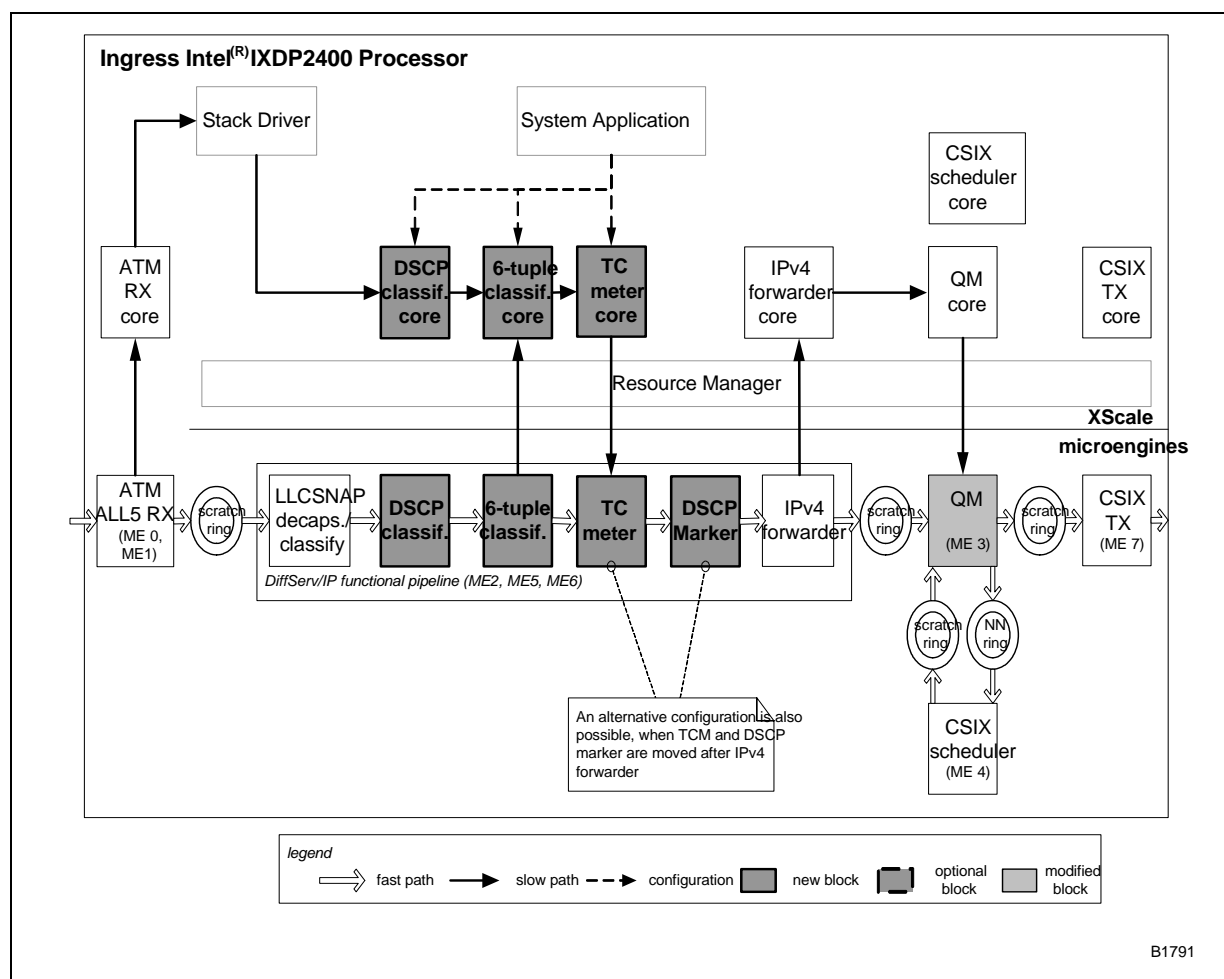 Ingress Intel(R)IXDP2400 Processor
Stack Driver
System Application
CSIX
scheduler
core
ATM
RX
core
DSCP
classif.
core
6-tuple
classif.
core
TC
meter
core
IPv4
forwarder
core
QM
core
CSIX
TX
core
Resource Manager
XScale
microengines
ATM
ALL5 RX
(ME 0,
ME1)
scratch
ring
LLCSNAP
decaps./
classify
DSCP
classif.
6-tuple
classif.
TC
meter
DSCP
Marker
IPv4
forwarder
scratch
ring
QM
(ME 3)
scratch
ring
CSIX
TX
(ME 7)
DiffServ/IP functional pipeline (ME2, ME5, ME6)
scratch
ring
NN
ring
An alternative configuration is also
possible, when TCM and DSCP
marker are moved after IPv4
forwarder
CSIX
scheduler
(ME 4)
legend
fast path
slow path
configuration
new block
optional
block
modified
block
B1791